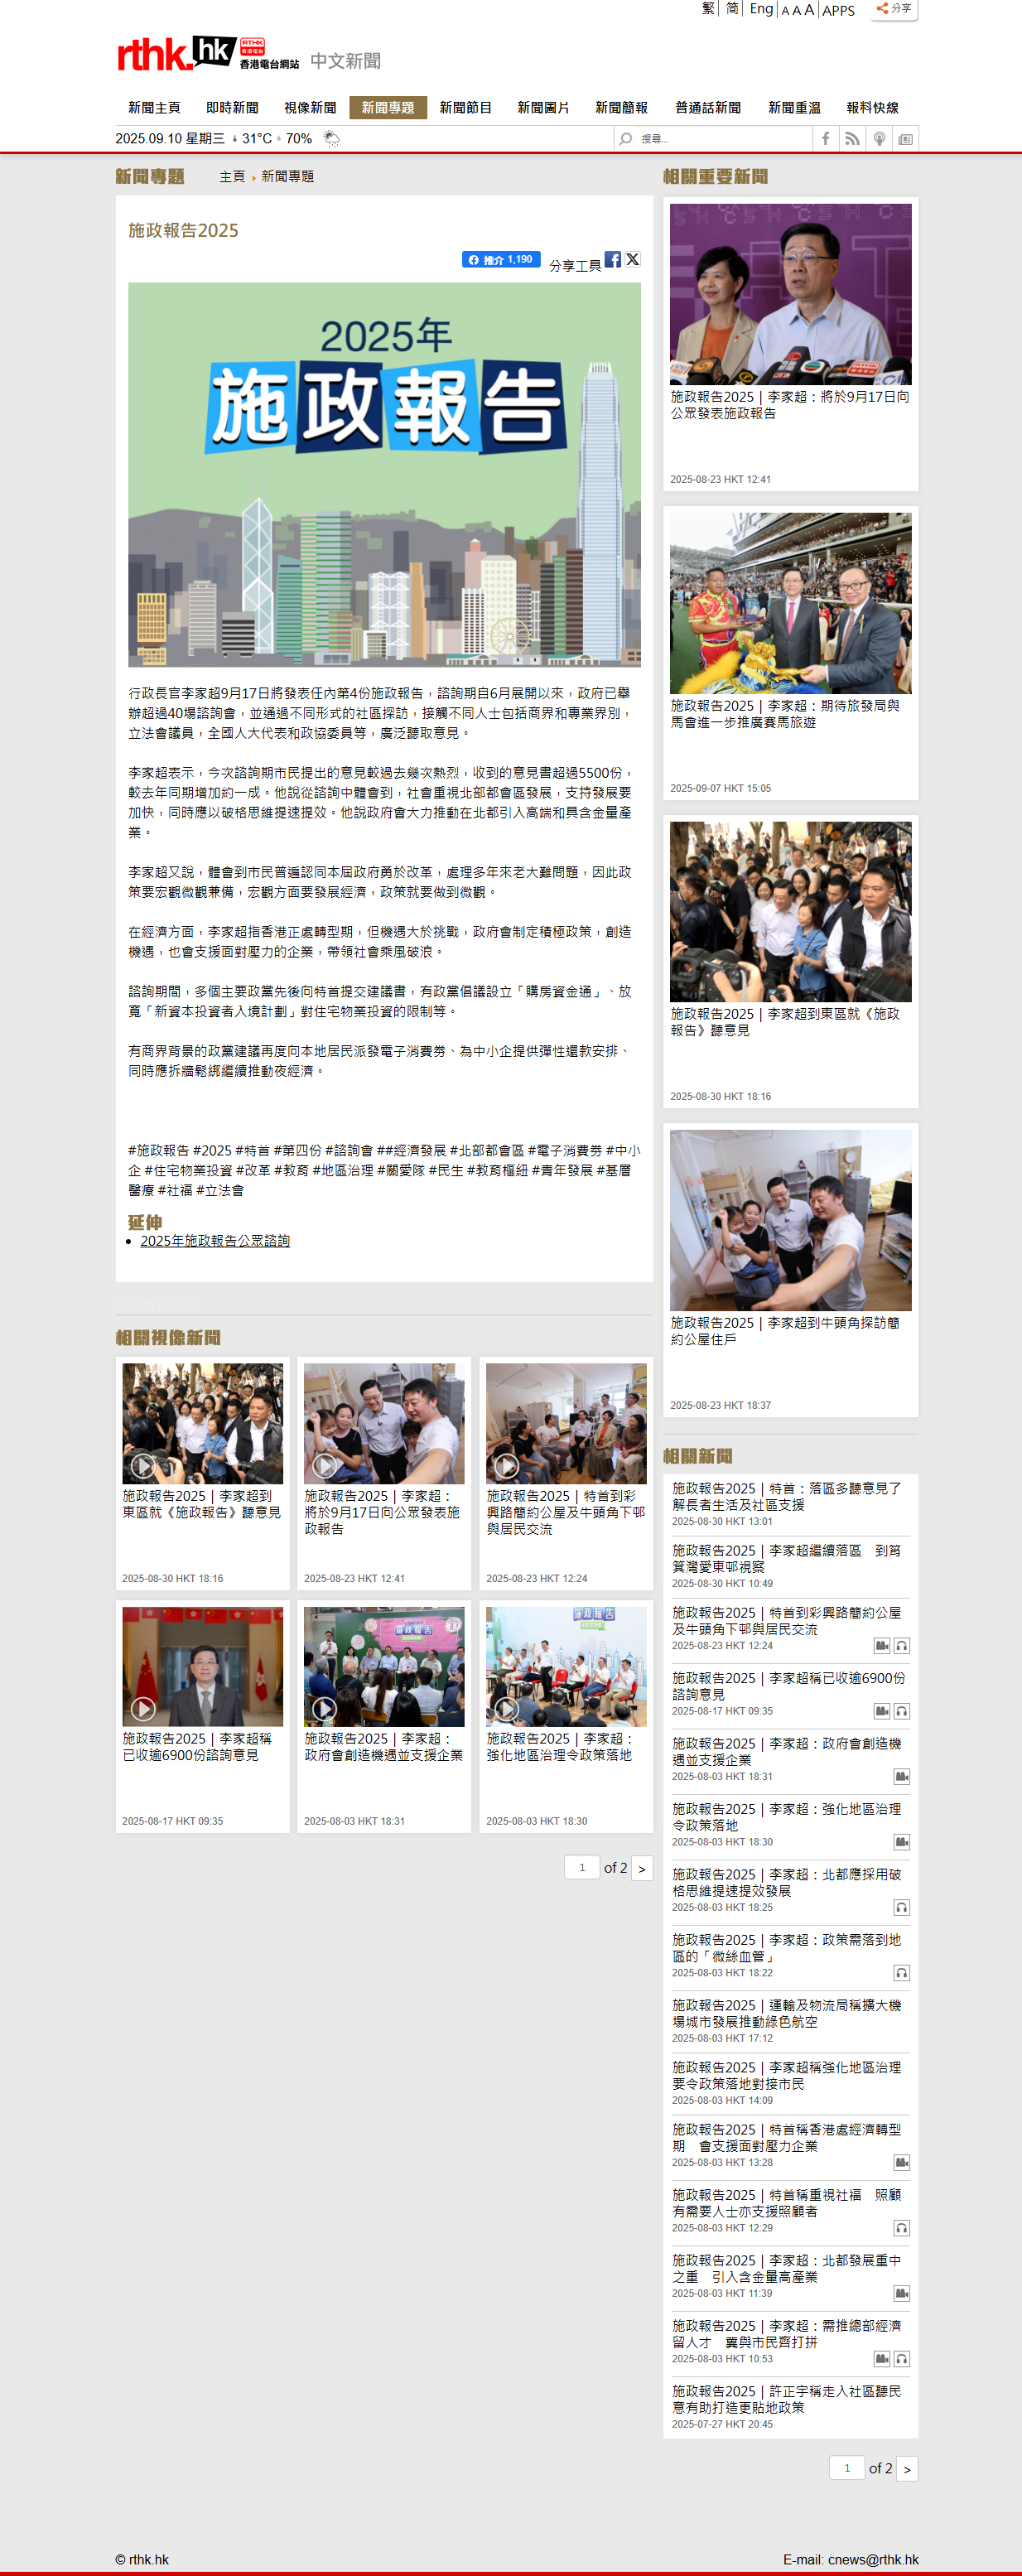 繁 简 Eng A A A APPS 分享
rthk.hk RTHK 香港電台 香港電台網站 中文新聞
新聞主頁 即時新聞 視像新聞 新聞專題 新聞節目 新聞圖片 新聞簡報 普通話新聞 新聞重溫 報料快線
2025.09.10 星期三 31°C 70% 搜尋...
新聞專題 主頁 新聞專題
施政報告2025
推介 1,190 分享工具
2025年
施政報告
行政長官李家超9月17日將發表任內第4份施政報告，諮詢期自6月展開以來，政府已舉
辦超過40場諮詢會，並通過不同形式的社區探訪，接觸不同人士包括商界和專業界別，
立法會議員，全國人大代表和政協委員等，廣泛聽取意見。
李家超表示，今次諮詢期市民提出的意見較過去幾次熱烈，收到的意見書超過5500份，
較去年同期增加約一成。他說從諮詢中體會到，社會重視北部都會區發展，支持發展要
加快，同時應以破格思維提速提效。他說政府會大力推動在北都引入高端和具含金量產
業。
李家超又說，體會到市民普遍認同本屆政府勇於改革，處理多年來老大難問題，因此政
策要宏觀微觀兼備，宏觀方面要發展經濟，政策就要做到微觀。
在經濟方面，李家超指香港正處轉型期，但機遇大於挑戰，政府會制定積極政策，創造
機遇，也會支援面對壓力的企業，帶領社會乘風破浪。
諮詢期間，多個主要政黨先後向特首提交建議書，有政黨倡議設立「購房資金通」、放
寬「新資本投資者入境計劃」對住宅物業投資的限制等。
有商界背景的政黨建議再度向本地居民派發電子消費券、為中小企提供彈性還款安排、
同時應拆牆鬆綁繼續推動夜經濟。
#施政報告 #2025 #特首 #第四份 #諮詢會 ##經濟發展 #北部都會區 #電子消費券 #中小
企 #住宅物業投資 #改革 #教育 #地區治理 #關愛隊 #民生 #教育樞紐 #青年發展 #基層
醫療 #社福 #立法會
延伸
2025年施政報告公眾諮詢
相關視像新聞
施政報告2025｜李家超到
東區就《施政報告》聽意見
2025-08-30 HKT 18:16
施政報告2025｜李家超：
將於9月17日向公眾發表施
政報告
2025-08-23 HKT 12:41
施政報告2025｜特首到彩
興路簡約公屋及牛頭角下邨
與居民交流
2025-08-23 HKT 12:24
施政報告
施政報告
施政報告2025｜李家超稱
已收逾6900份諮詢意見
2025-08-17 HKT 09:35
施政報告2025｜李家超：
政府會創造機遇並支援企業
2025-08-03 HKT 18:31
施政報告2025｜李家超：
強化地區治理令政策落地
2025-08-03 HKT 18:30
1 of 2 >
相關重要新聞
施政報告2025｜李家超：將於9月17日向
公眾發表施政報告
2025-08-23 HKT 12:41
施政報告2025｜李家超：期待旅發局與
馬會進一步推廣賽馬旅遊
2025-09-07 HKT 15:05
施政報告2025｜李家超到東區就《施政
報告》聽意見
2025-08-30 HKT 18:16
施政報告2025｜李家超到牛頭角探訪簡
約公屋住戶
2025-08-23 HKT 18:37
相關新聞
施政報告2025｜特首：落區多聽意見了
解長者生活及社區支援
2025-08-30 HKT 13:01
施政報告2025｜李家超繼續落區　到筲
箕灣愛東邨視察
2025-08-30 HKT 10:49
施政報告2025｜特首到彩興路簡約公屋
及牛頭角下邨與居民交流
2025-08-23 HKT 12:24
施政報告2025｜李家超稱已收逾6900份
諮詢意見
2025-08-17 HKT 09:35
施政報告2025｜李家超：政府會創造機
遇並支援企業
2025-08-03 HKT 18:31
施政報告2025｜李家超：強化地區治理
令政策落地
2025-08-03 HKT 18:30
施政報告2025｜李家超：北都應採用破
格思維提速提效發展
2025-08-03 HKT 18:25
施政報告2025｜李家超：政策需落到地
區的「微絲血管」
2025-08-03 HKT 18:22
施政報告2025｜運輸及物流局稱擴大機
場城市發展推動綠色航空
2025-08-03 HKT 17:12
施政報告2025｜李家超稱強化地區治理
要令政策落地對接市民
2025-08-03 HKT 14:09
施政報告2025｜特首稱香港處經濟轉型
期　會支援面對壓力企業
2025-08-03 HKT 13:28
施政報告2025｜特首稱重視社福　照顧
有需要人士亦支援照顧者
2025-08-03 HKT 12:29
施政報告2025｜李家超：北都發展重中
之重　引入含金量高產業
2025-08-03 HKT 11:39
施政報告2025｜李家超：需推總部經濟
留人才　冀與市民齊打拼
2025-08-03 HKT 10:53
施政報告2025｜許正宇稱走入社區聽民
意有助打造更貼地政策
2025-07-27 HKT 20:45
1 of 2 >
© rthk.hk E-mail: cnews@rthk.hk